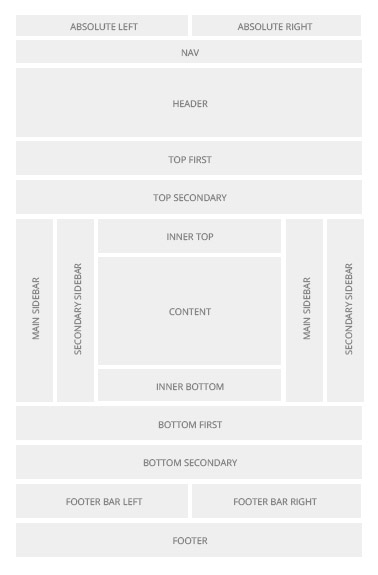 ABSOLUTE LEFT
ABSOLUTE RIGHT
NAV
HEADER
TOP FIRST
TOP SECONDARY
MAIN SIDEBAR
SECONDARY SIDEBAR
INNER TOP
CONTENT
INNER BOTTOM
MAIN SIDEBAR
SECONDARY SIDEBAR
BOTTOM FIRST
BOTTOM SECONDARY
FOOTER BAR LEFT
FOOTER BAR RIGHT
FOOTER